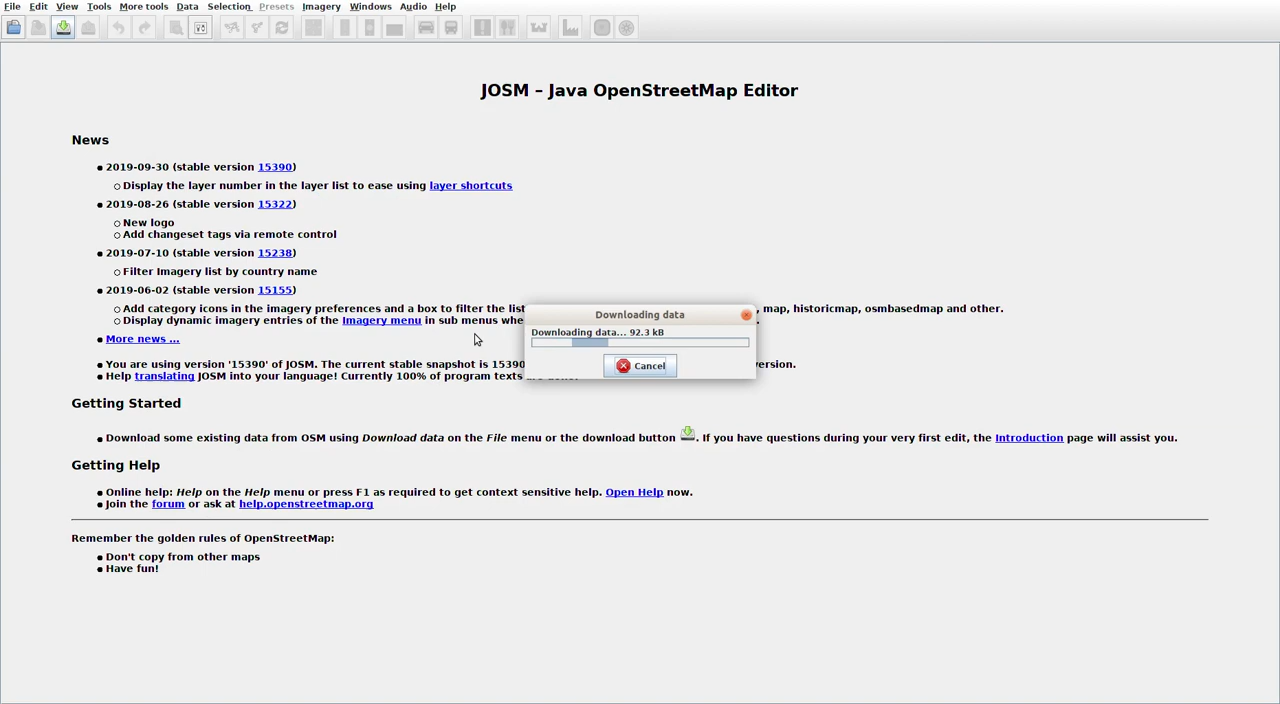 File Edit View Tools More tools Data Selection Presets Imagery Windows Audio Help
JOSM – Java OpenStreetMap Editor
News
2019-09-30 (stable version 15390)
Display the layer number in the layer list to ease using layer shortcuts
2019-08-26 (stable version 15322)
New logo
Add changeset tags via remote control
2019-07-10 (stable version 15238)
Filter Imagery list by country name
2019-06-02 (stable version 15155)
Add category icons in the imagery preferences and a box to filter the list , map, historicmap, osmbasedmap and other.
Display dynamic imagery entries of the Imagery menu in sub menus
More news ...
You are using version '15390' of JOSM. The current stable snapshot is 15390 version.
Help translating JOSM into your language! Currently 100% of program texts are done.
Downloading data
Downloading data... 92.3 kB
Cancel
Getting Started
Download some existing data from OSM using Download data on the File menu or the download button . If you have questions during your very first edit, the Introduction page will assist you.
Getting Help
Online help: Help on the Help menu or press F1 as required to get context sensitive help. Open Help now.
Join the forum or ask at help.openstreetmap.org
Remember the golden rules of OpenStreetMap:
Don't copy from other maps
Have fun!